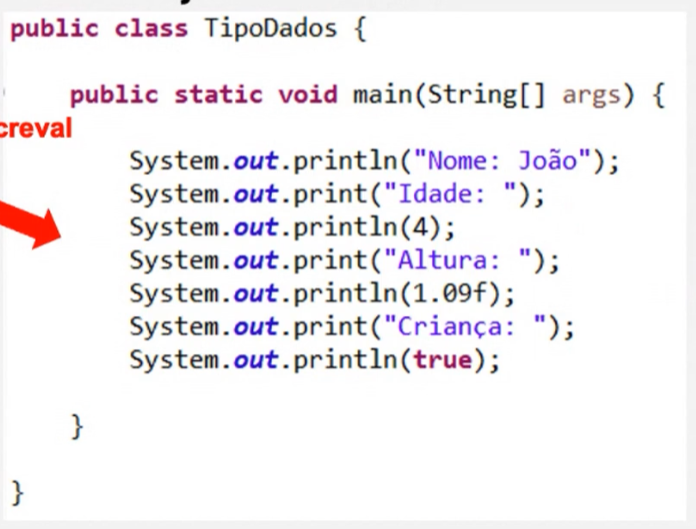 public class TipoDados {
public static void main(String[] args) {
creval
System.out.println("Nome: João");
System.out.print("Idade: ");
System.out.println(4);
System.out.print("Altura: ");
System.out.println(1.09f);
System.out.print("Criança: ");
System.out.println(true);
}
}